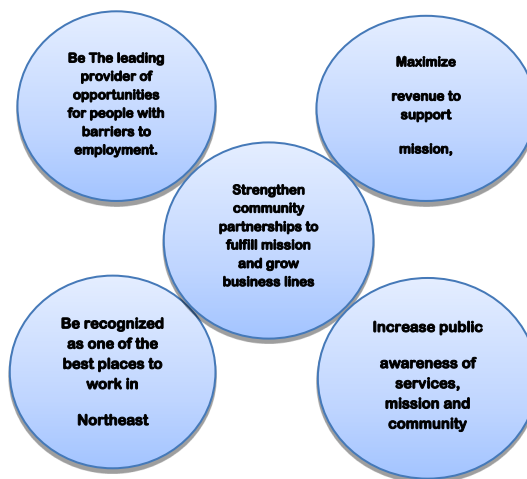 Be The leading
provider of
opportunities
for people with
barriers to
employment.
Maximize
revenue to
support
mission,
Strengthen
community
partnerships to
fulfill mission
and grow
business lines
Be recognized
as one of the
best places to
work in
Northeast
Increase public
awareness of
services,
mission and
community